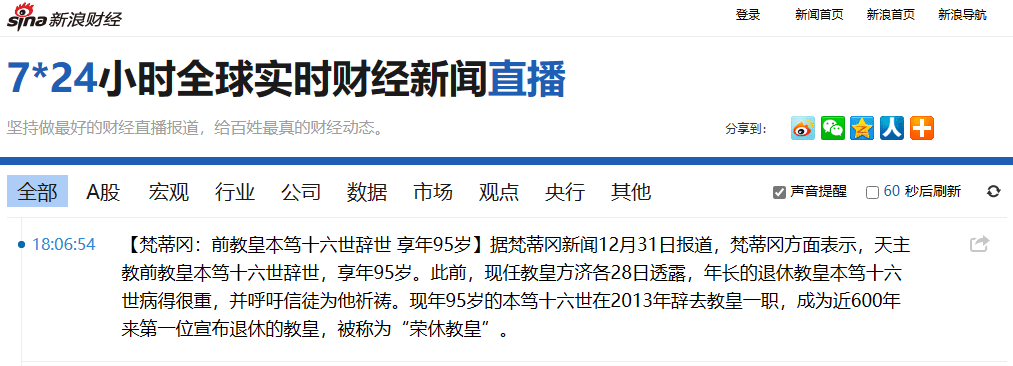 sina 新浪财经
登录 新闻首页 新浪首页 新浪导航
7*24小时全球实时财经新闻直播
坚持做最好的财经直播报道，给百姓最真的财经动态。
分享到：
全部 A股 宏观 行业 公司 数据 市场 观点 央行 其他
声音提醒 60 秒后刷新
18:06:54
【梵蒂冈：前教皇本笃十六世辞世 享年95岁】据梵蒂冈新闻12月31日报道，梵蒂冈方面表示，天主
教前教皇本笃十六世辞世，享年95岁。此前，现任教皇方济各28日透露，年长的退休教皇本笃十六
世病得很重，并呼吁信徒为他祈祷。现年95岁的本笃十六世在2013年辞去教皇一职，成为近600年
来第一位宣布退休的教皇，被称为“荣休教皇”。